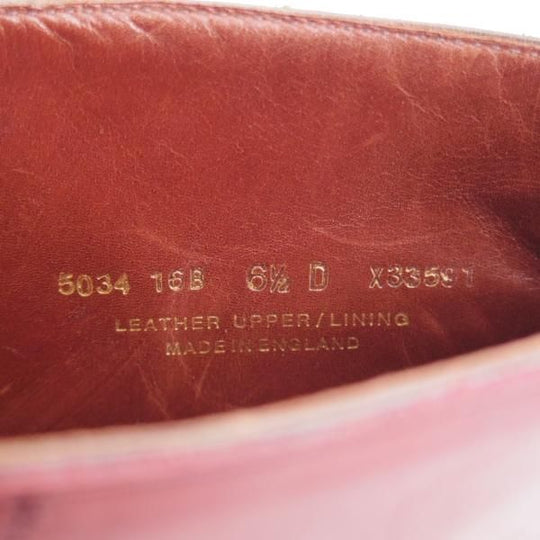 5034 16B 6½ D X33591
LEATHER UPPER/LINING
MADE IN ENGLAND